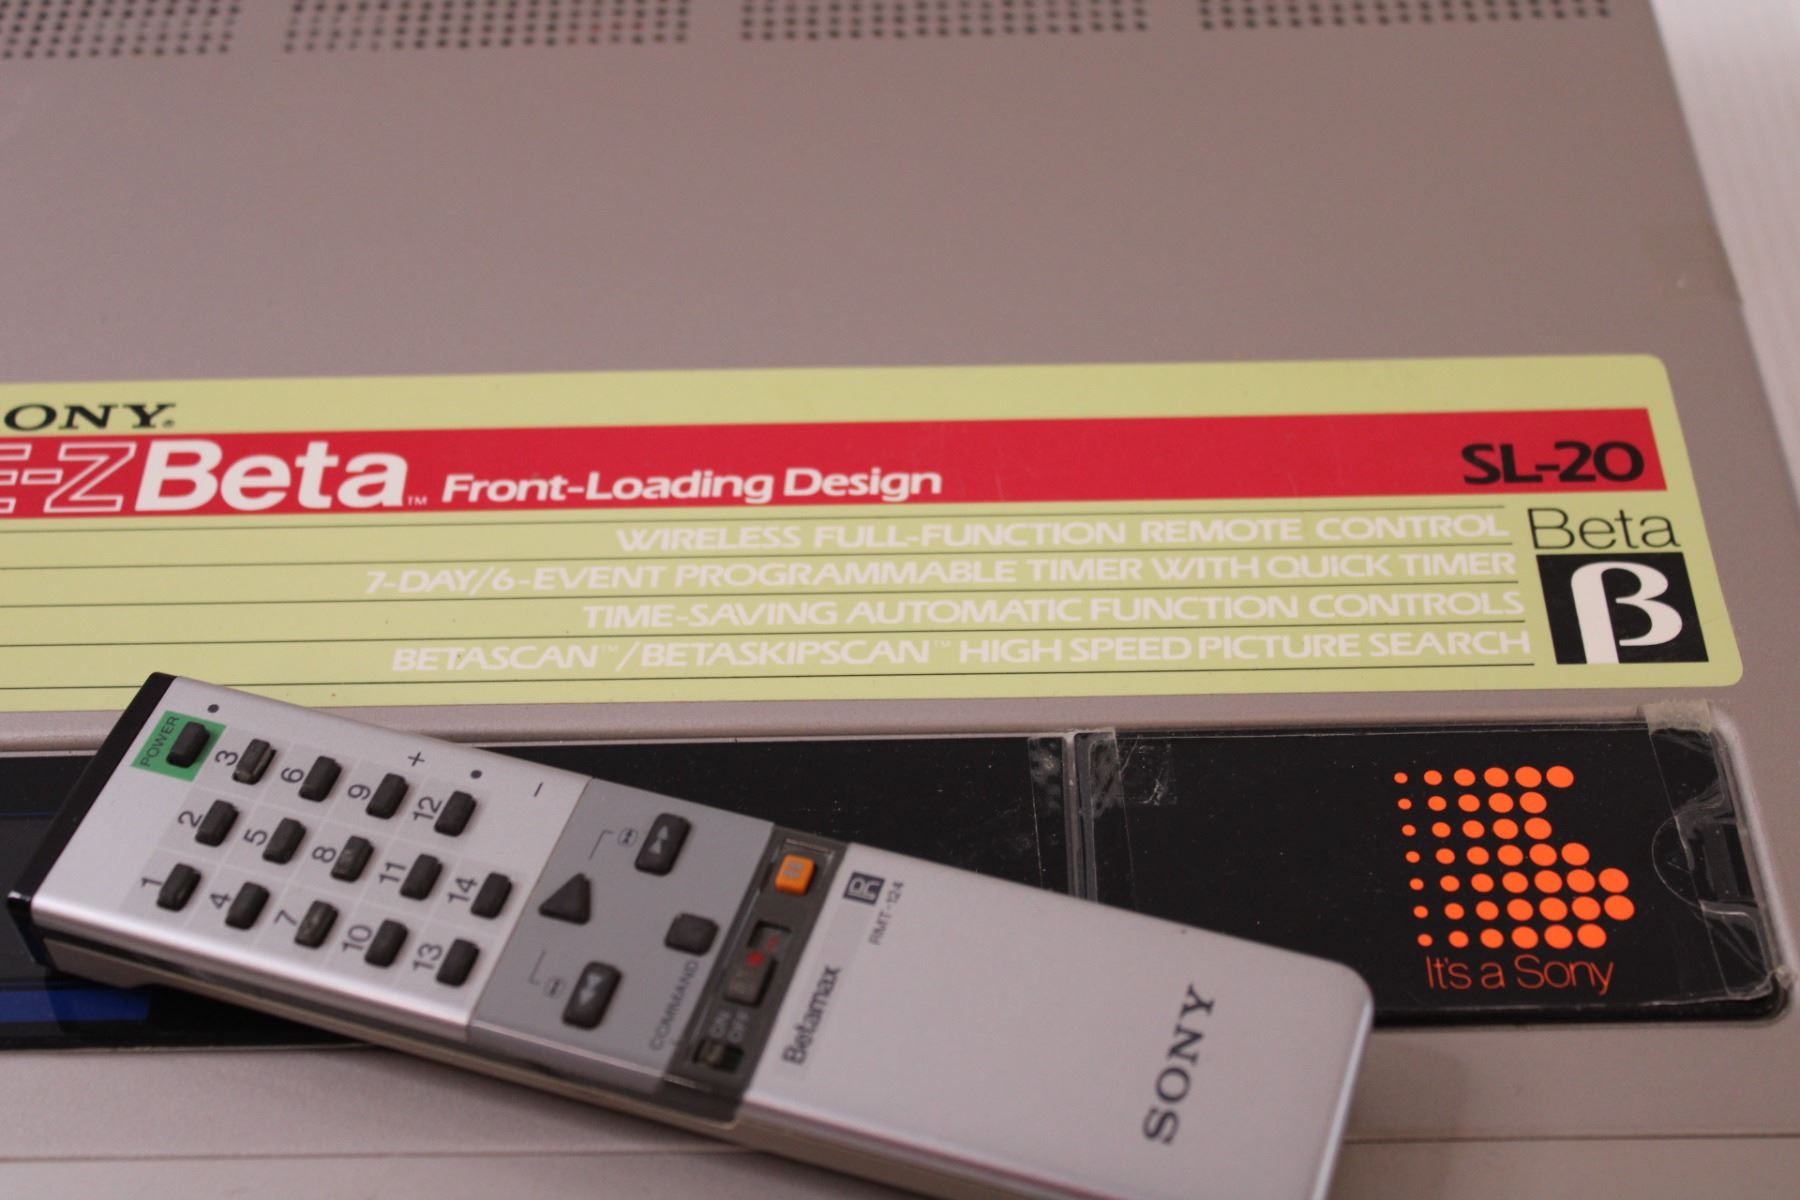 SONY.
E-Z Beta™ Front-Loading Design SL-20
WIRELESS FULL-FUNCTION REMOTE CONTROL
7-DAY/6-EVENT PROGRAMMABLE TIMER WITH QUICK TIMER
TIME-SAVING AUTOMATIC FUNCTION CONTROLS
BETASCAN™/BETASKIPSCAN™ HIGH SPEED PICTURE SEARCH
Beta
β
It's a Sony
POWER
3 6 9 12 + -
2 5 8 11 14
1 4 7 10 13
COMMAND
ON
OFF
Betamax
RMT-124
SONY